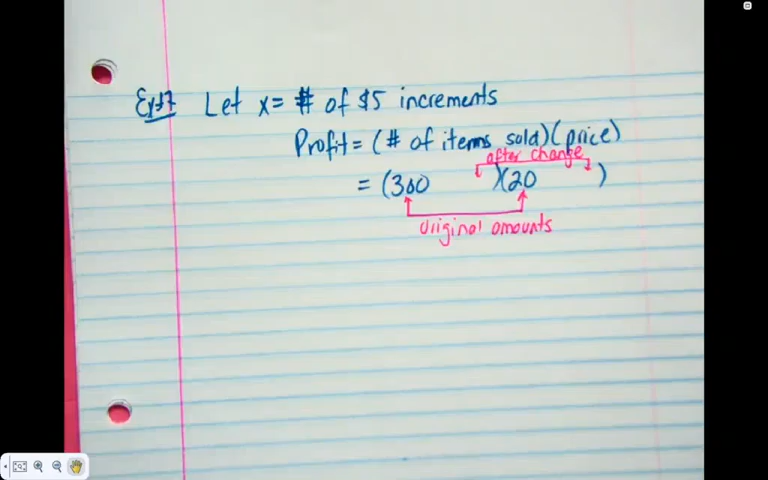 Ex#7 Let x = # of $5 increments
Profit = (# of items sold)(price)
after change
= (300 )(20 )
original amounts